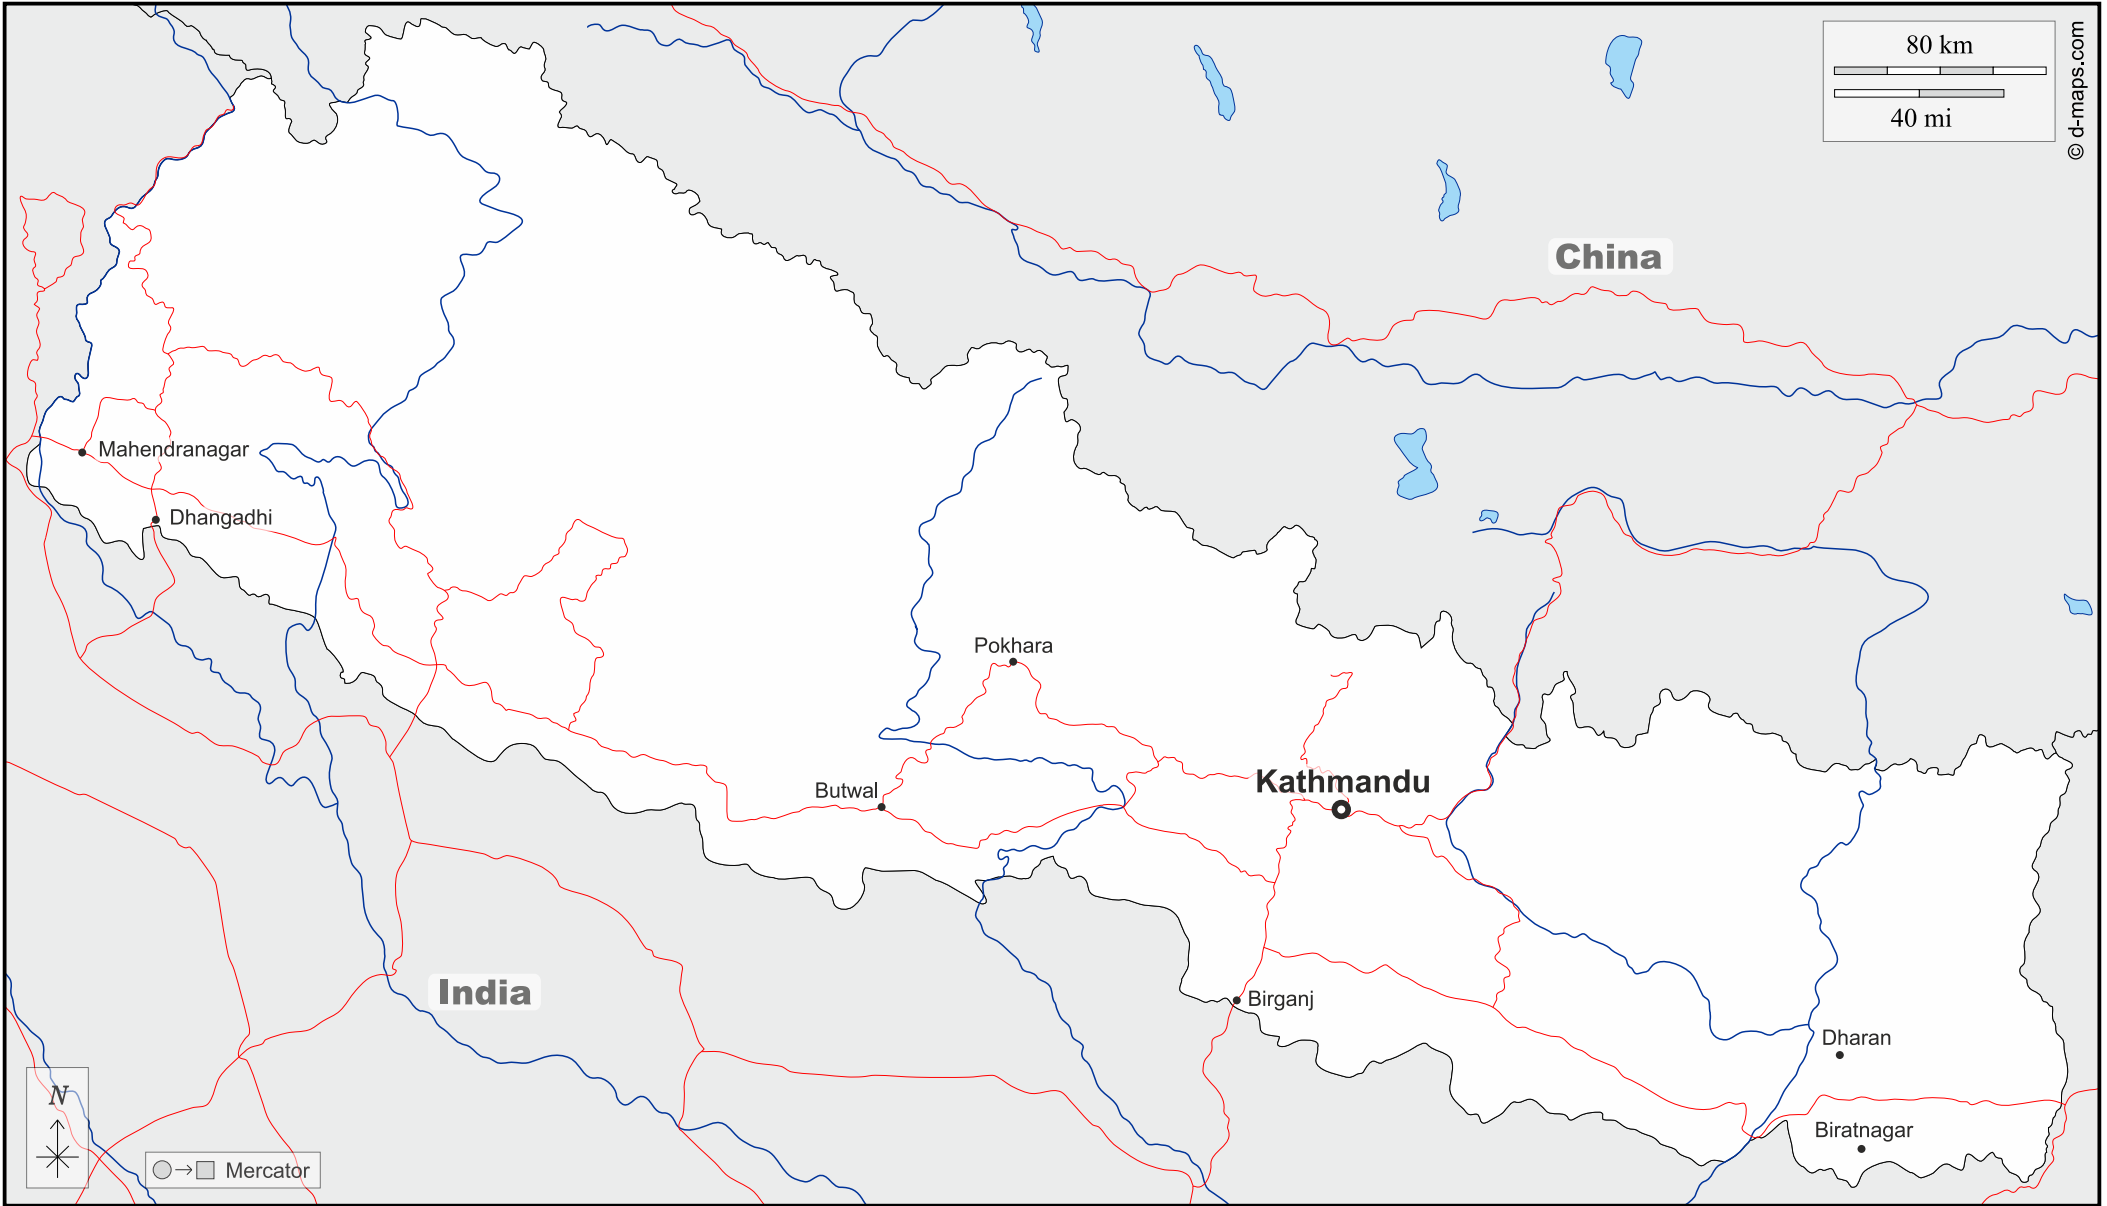 80 km
40 mi
© d-maps.com
China
Mahendranagar
Dhangadhi
Pokhara
Butwal
Kathmandu
India
Birganj
Dharan
Biratnagar
N
Mercator